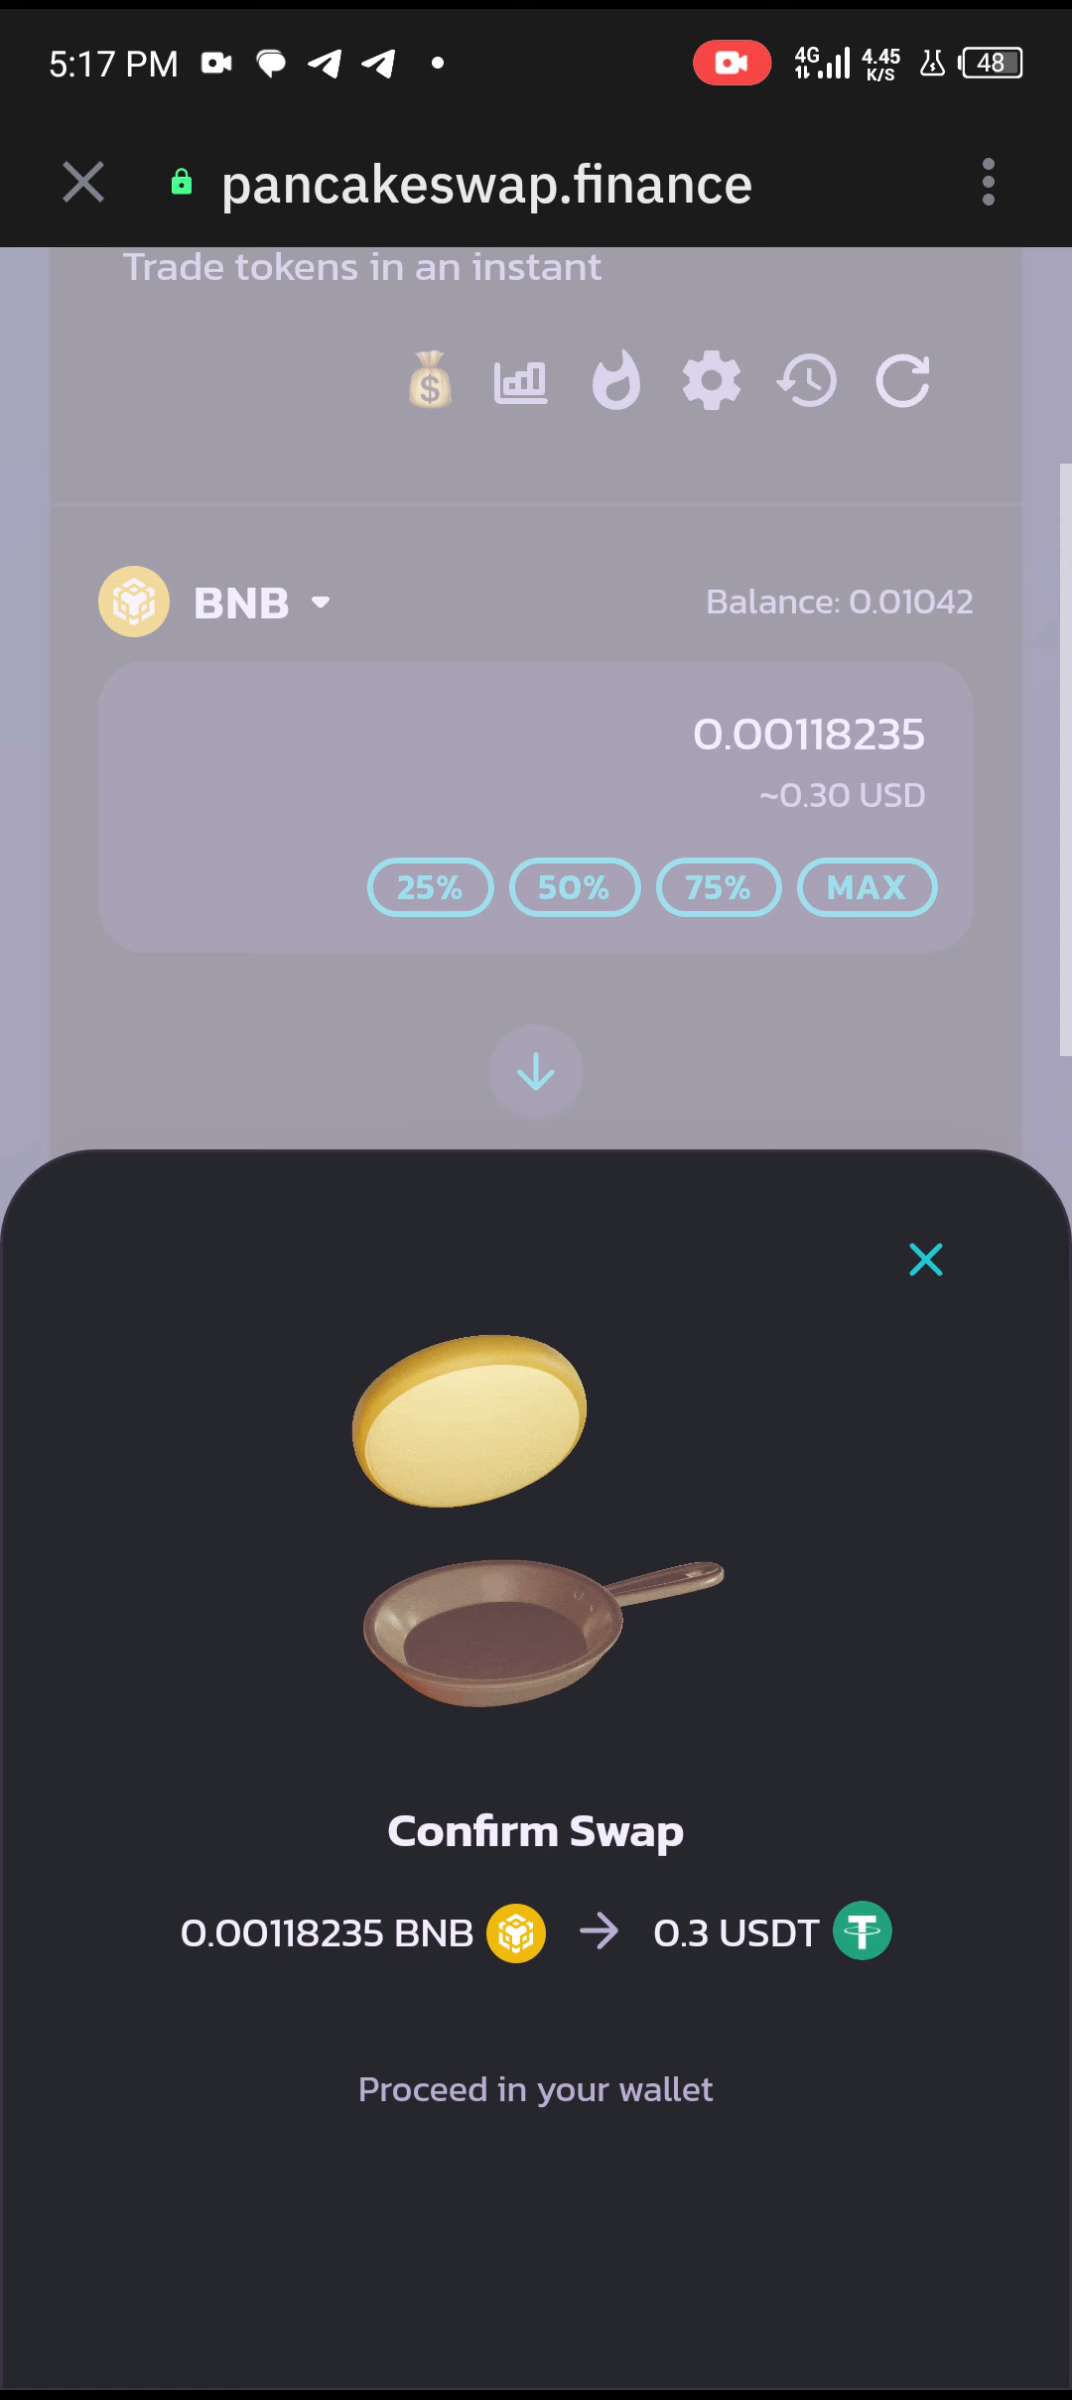 5:17 PM 4G 4.45 K/S 48
pancakeswap.finance
Trade tokens in an instant
BNB Balance: 0.01042
0.00118235
~0.30 USD
25% 50% 75% MAX
Confirm Swap
0.00118235 BNB → 0.3 USDT
Proceed in your wallet